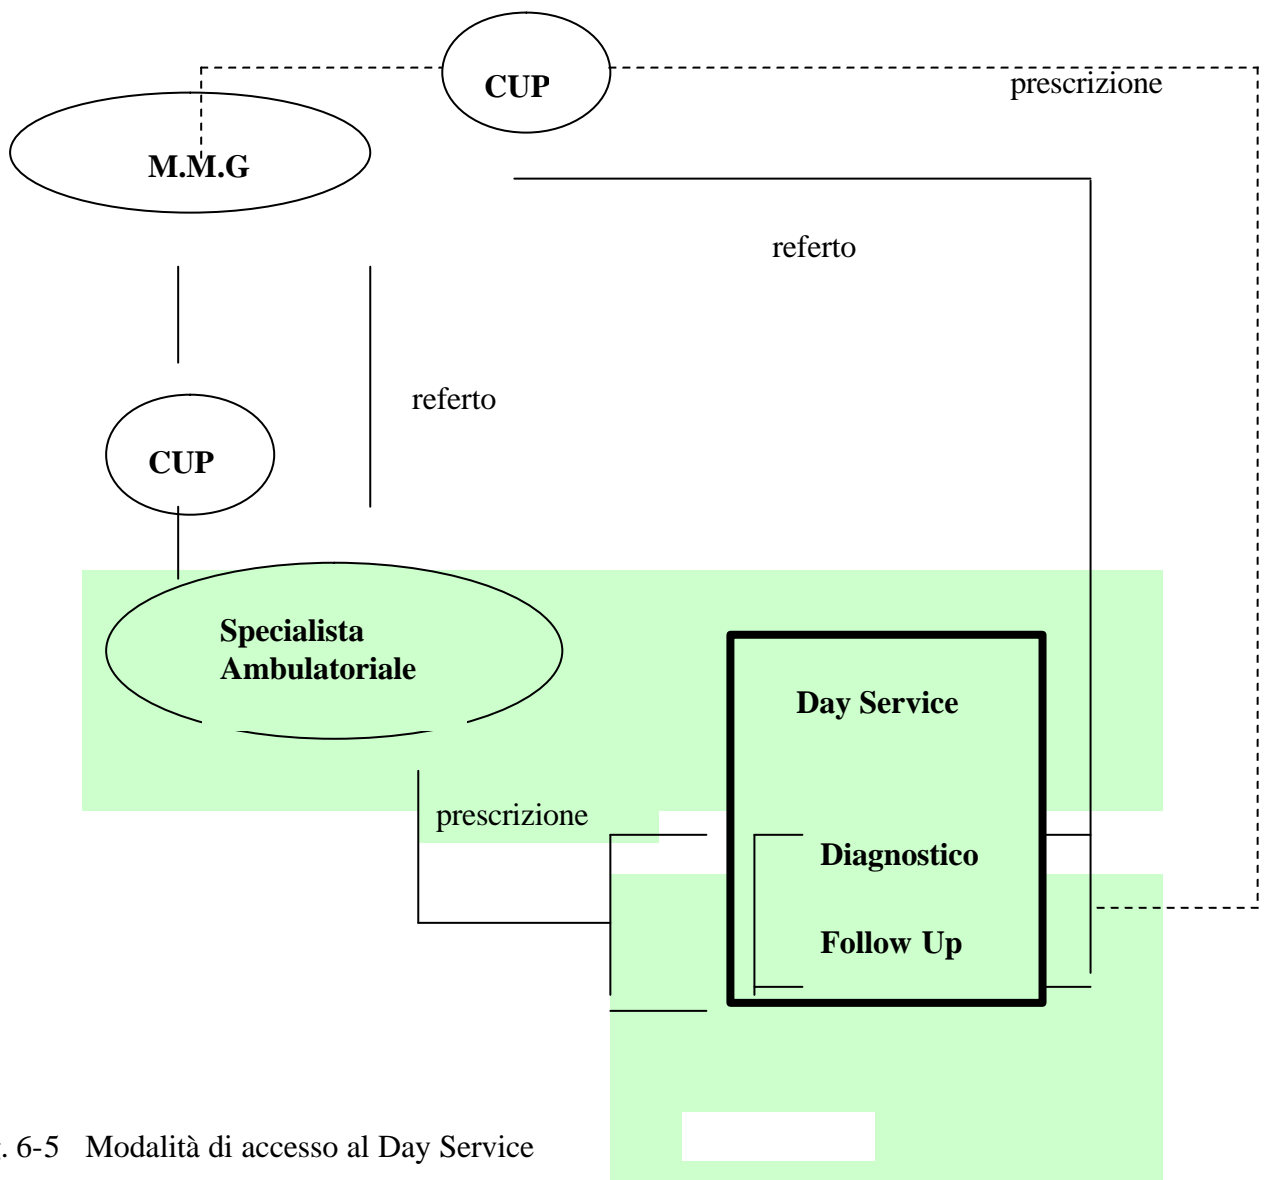 CUP
prescrizione
M.M.G
referto
referto
CUP
Specialista
Ambulatoriale
Day Service
prescrizione
Diagnostico
Follow Up
. 6-5 Modalità di accesso al Day Service